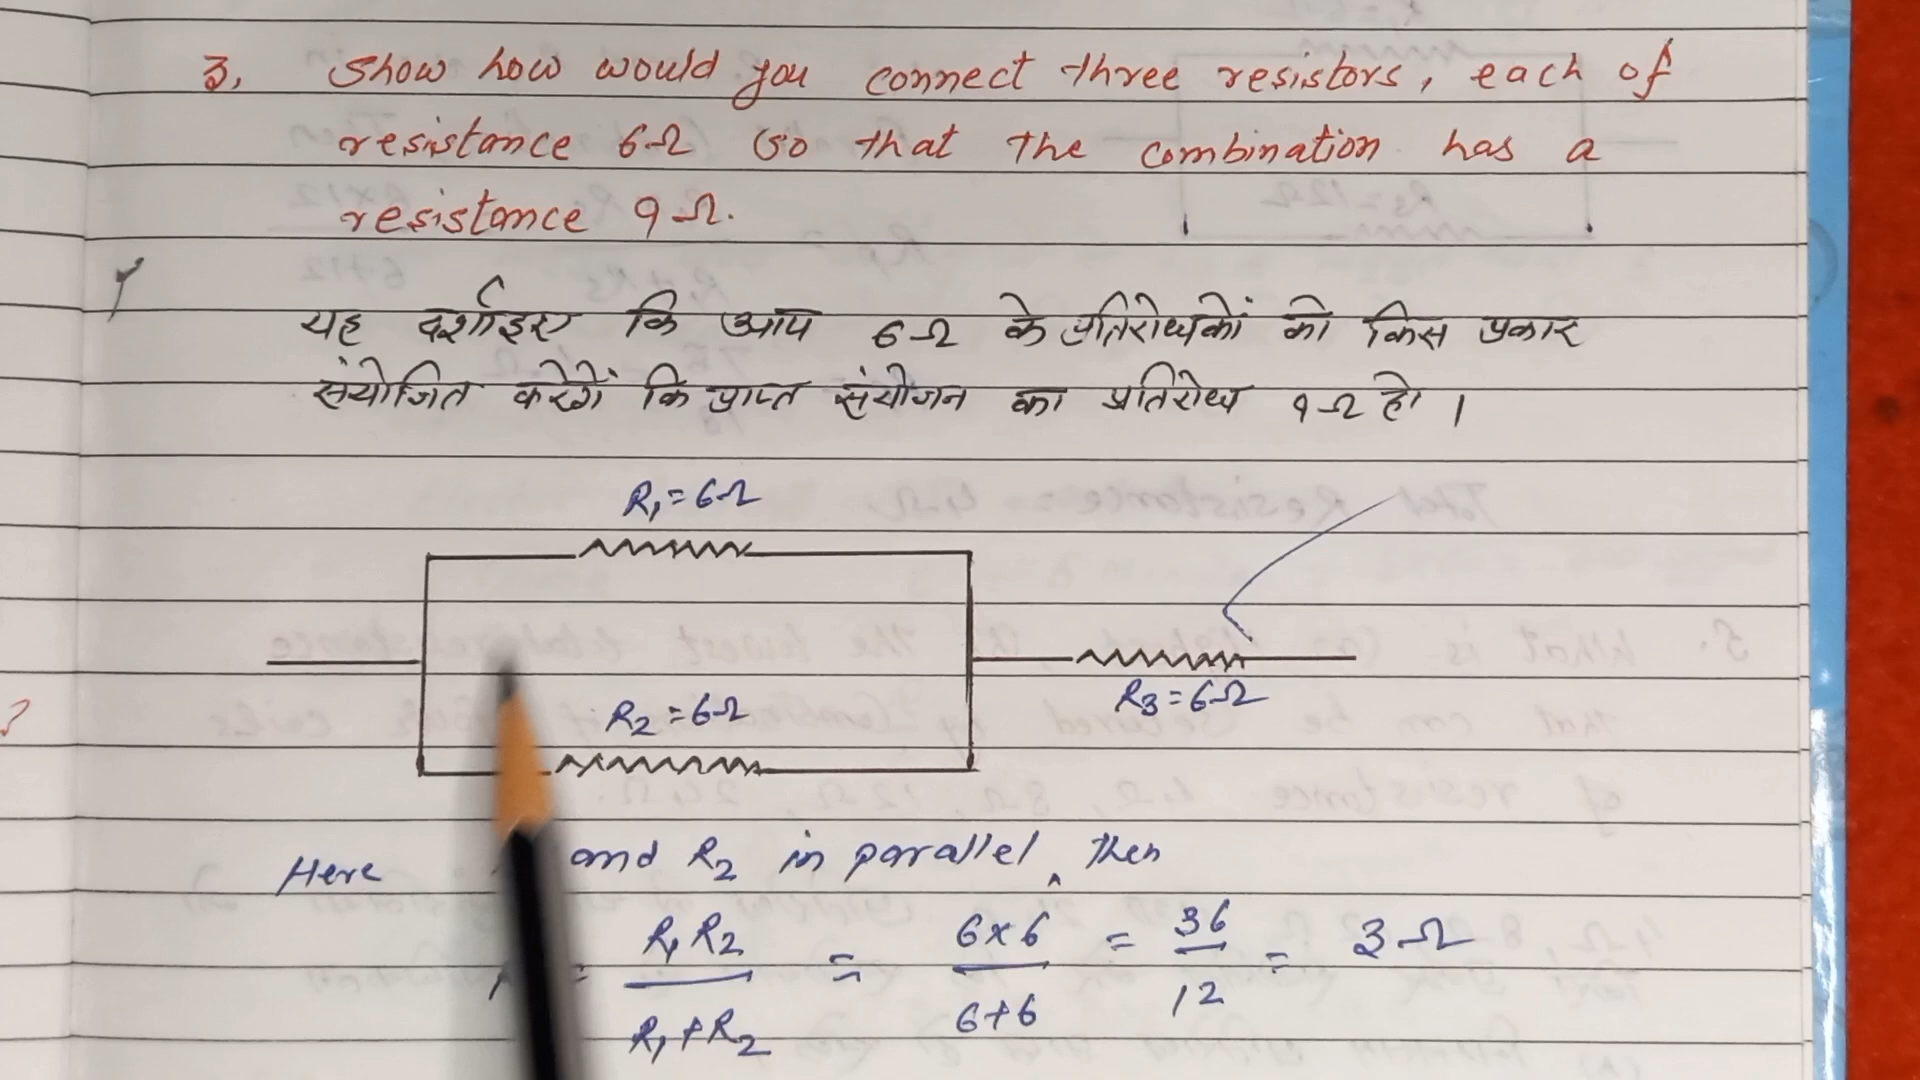 3. Show how would you connect three resistors, each of
resistance 6Ω so that the combination has a
resistance 9Ω.
यह दर्शाइए कि आप 6Ω के प्रतिरोधकों को किस प्रकार
संयोजित करेगें कि प्राप्त संयोजन का प्रतिरोध 9Ω हो ।
R₁=6Ω
R₂=6Ω
R3=6Ω
Here and R₂ in parallel, then
= R₁R₂ / R₁+R₂ = 6×6 / 6+6 = 36 / 12 = 3Ω